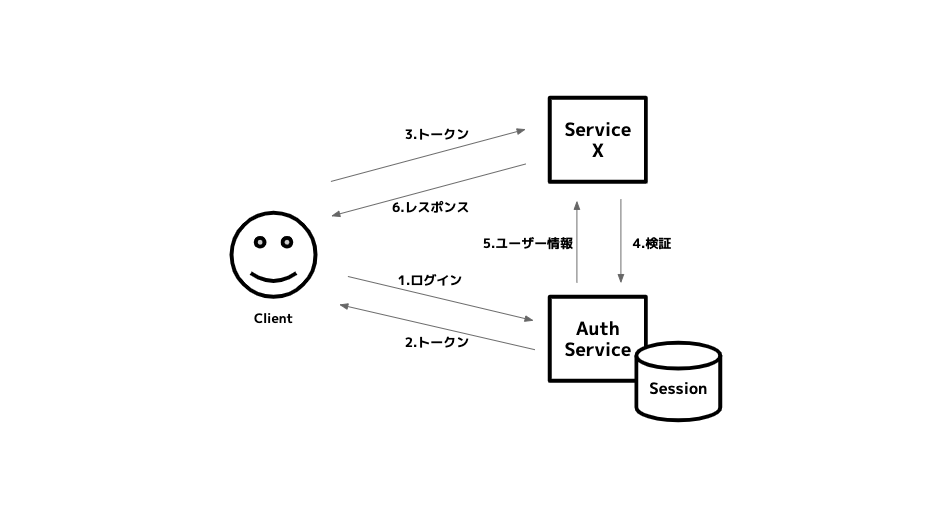 Service
X
3.トークン
6.レスポンス
5.ユーザー情報
4.検証
1.ログイン
Client
2.トークン
Auth
Service
Session